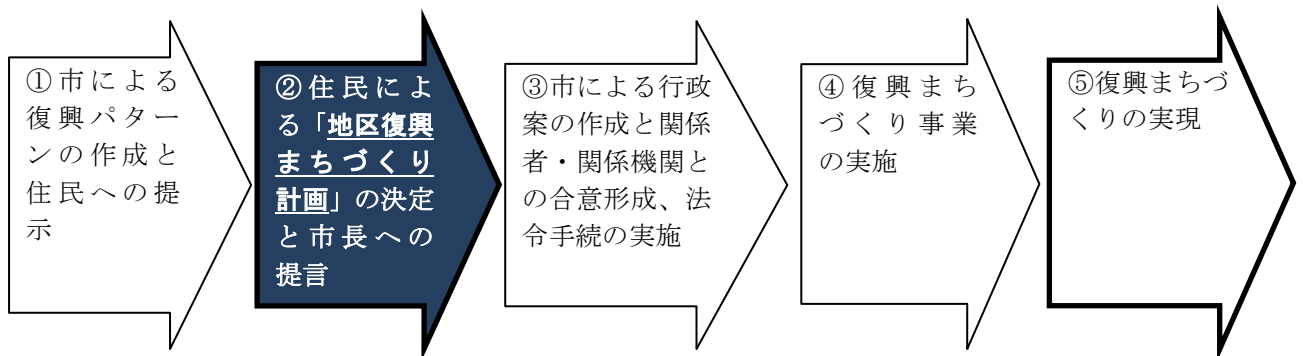 ①市による
復興パター
ンの作成と
住民への提
示
②住民によ
る「地区復興
まちづくり
計画」の決定
と市長への
提言
③市による行政
案の作成と関係
者・関係機関と
の合意形成、法
令手続の実施
④復興まち
づくり事業
の実施
⑤復興まちづ
くりの実現